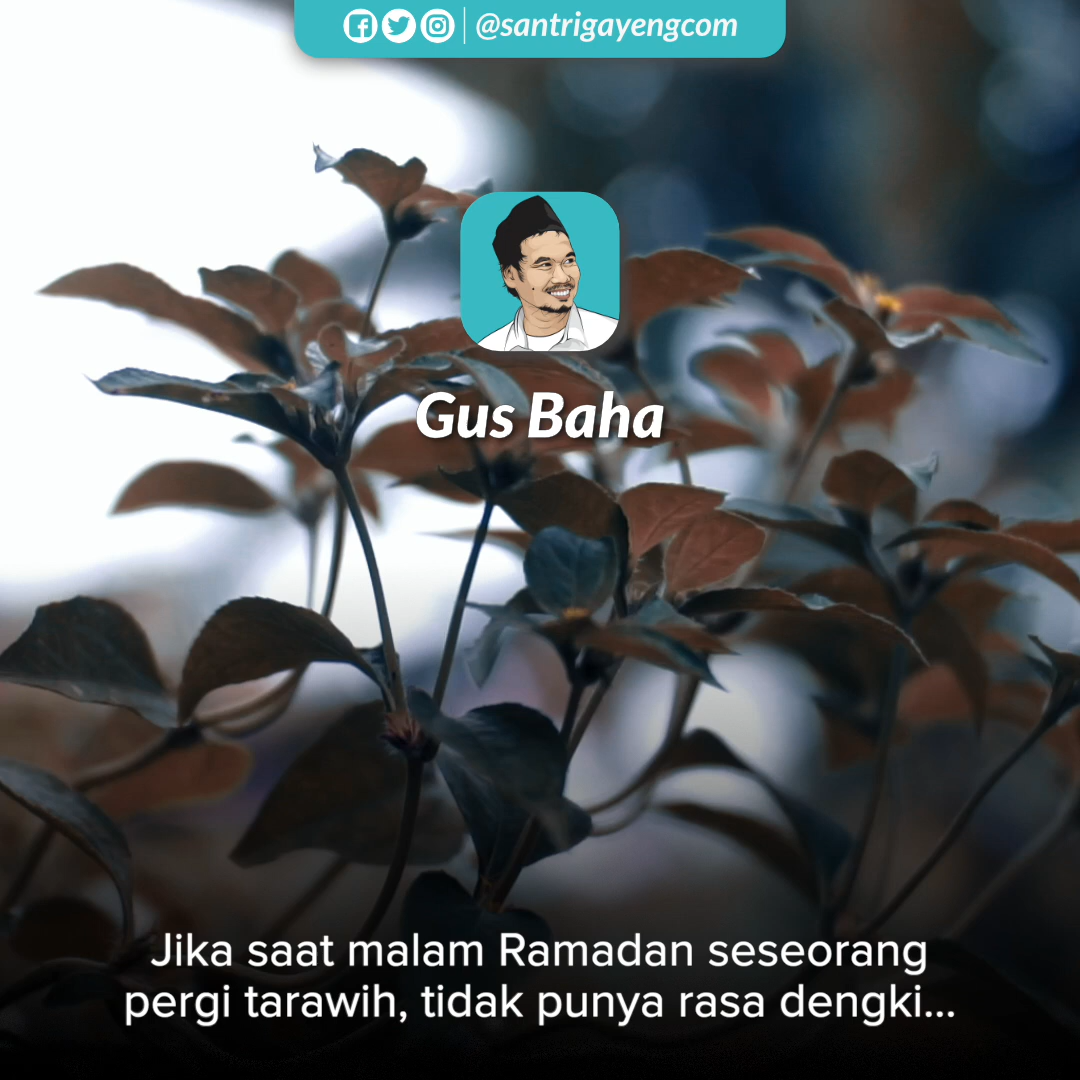 @santrigayengcom
Gus Baha
Jika saat malam Ramadan seseorang
pergi tarawih, tidak punya rasa dengki...